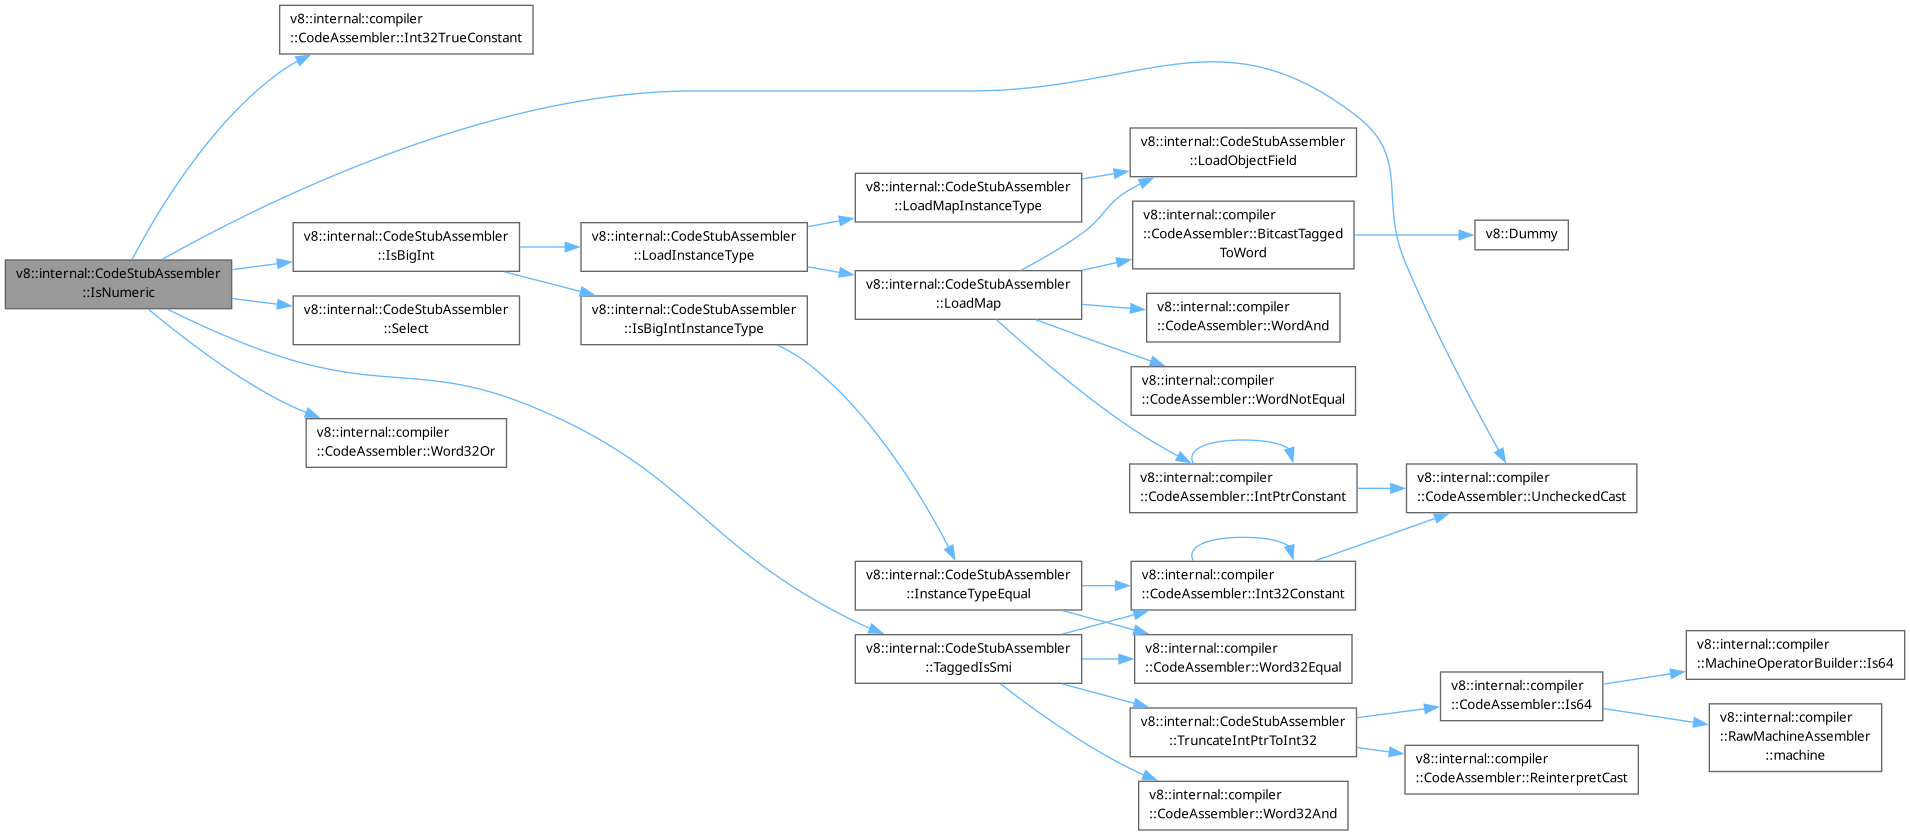 v8::internal::compiler
::CodeAssembler::Int32TrueConstant
v8::internal::CodeStubAssembler
::IsNumeric
v8::internal::CodeStubAssembler
::IsBigInt
v8::internal::CodeStubAssembler
::Select
v8::internal::compiler
::CodeAssembler::Word32Or
v8::internal::CodeStubAssembler
::LoadInstanceType
v8::internal::CodeStubAssembler
::IsBigIntInstanceType
v8::internal::CodeStubAssembler
::LoadMapInstanceType
v8::internal::CodeStubAssembler
::LoadMap
v8::internal::CodeStubAssembler
::InstanceTypeEqual
v8::internal::CodeStubAssembler
::TaggedIsSmi
v8::internal::CodeStubAssembler
::LoadObjectField
v8::internal::compiler
::CodeAssembler::BitcastTagged
ToWord
v8::internal::compiler
::CodeAssembler::WordAnd
v8::internal::compiler
::CodeAssembler::WordNotEqual
v8::internal::compiler
::CodeAssembler::IntPtrConstant
v8::internal::compiler
::CodeAssembler::Int32Constant
v8::internal::compiler
::CodeAssembler::Word32Equal
v8::internal::CodeStubAssembler
::TruncateIntPtrToInt32
v8::internal::compiler
::CodeAssembler::Word32And
v8::Dummy
v8::internal::compiler
::CodeAssembler::UncheckedCast
v8::internal::compiler
::CodeAssembler::Is64
v8::internal::compiler
::CodeAssembler::ReinterpretCast
v8::internal::compiler
::MachineOperatorBuilder::Is64
v8::internal::compiler
::RawMachineAssembler
::machine